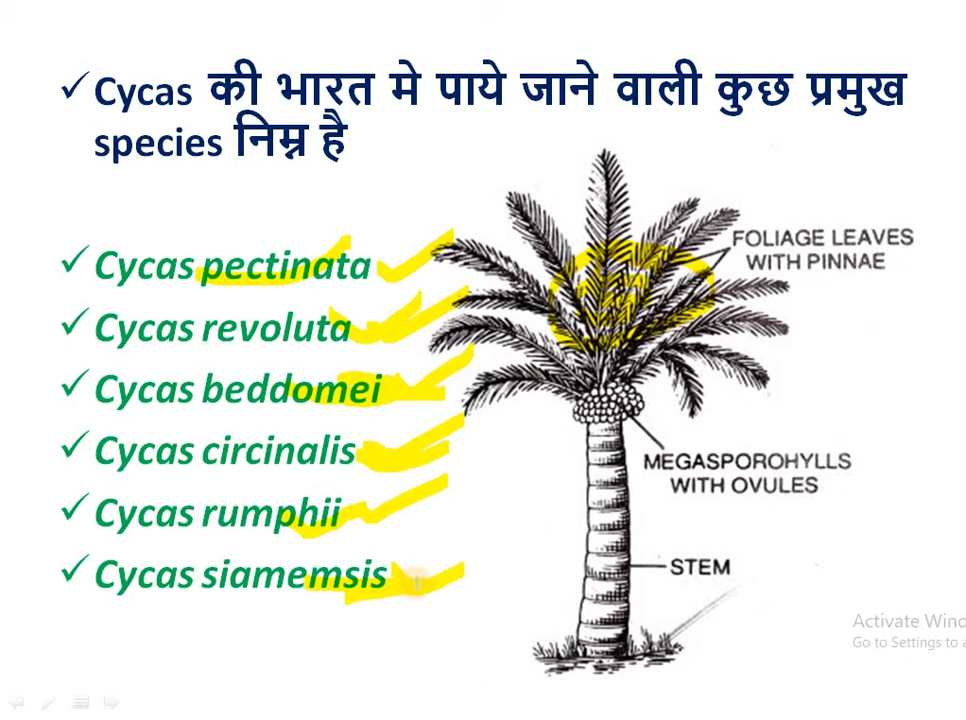 Cycas की भारत मे पाये जाने वाली कुछ प्रमुख
species निम्न है
Cycas pectinata
Cycas revoluta
Cycas beddomei
Cycas circinalis
Cycas rumphii
Cycas siamemsis
FOLIAGE LEAVES
WITH PINNAE
MEGASPOROHYLLS
WITH OVULES
STEM
Activate Wind
Go to Settings to a